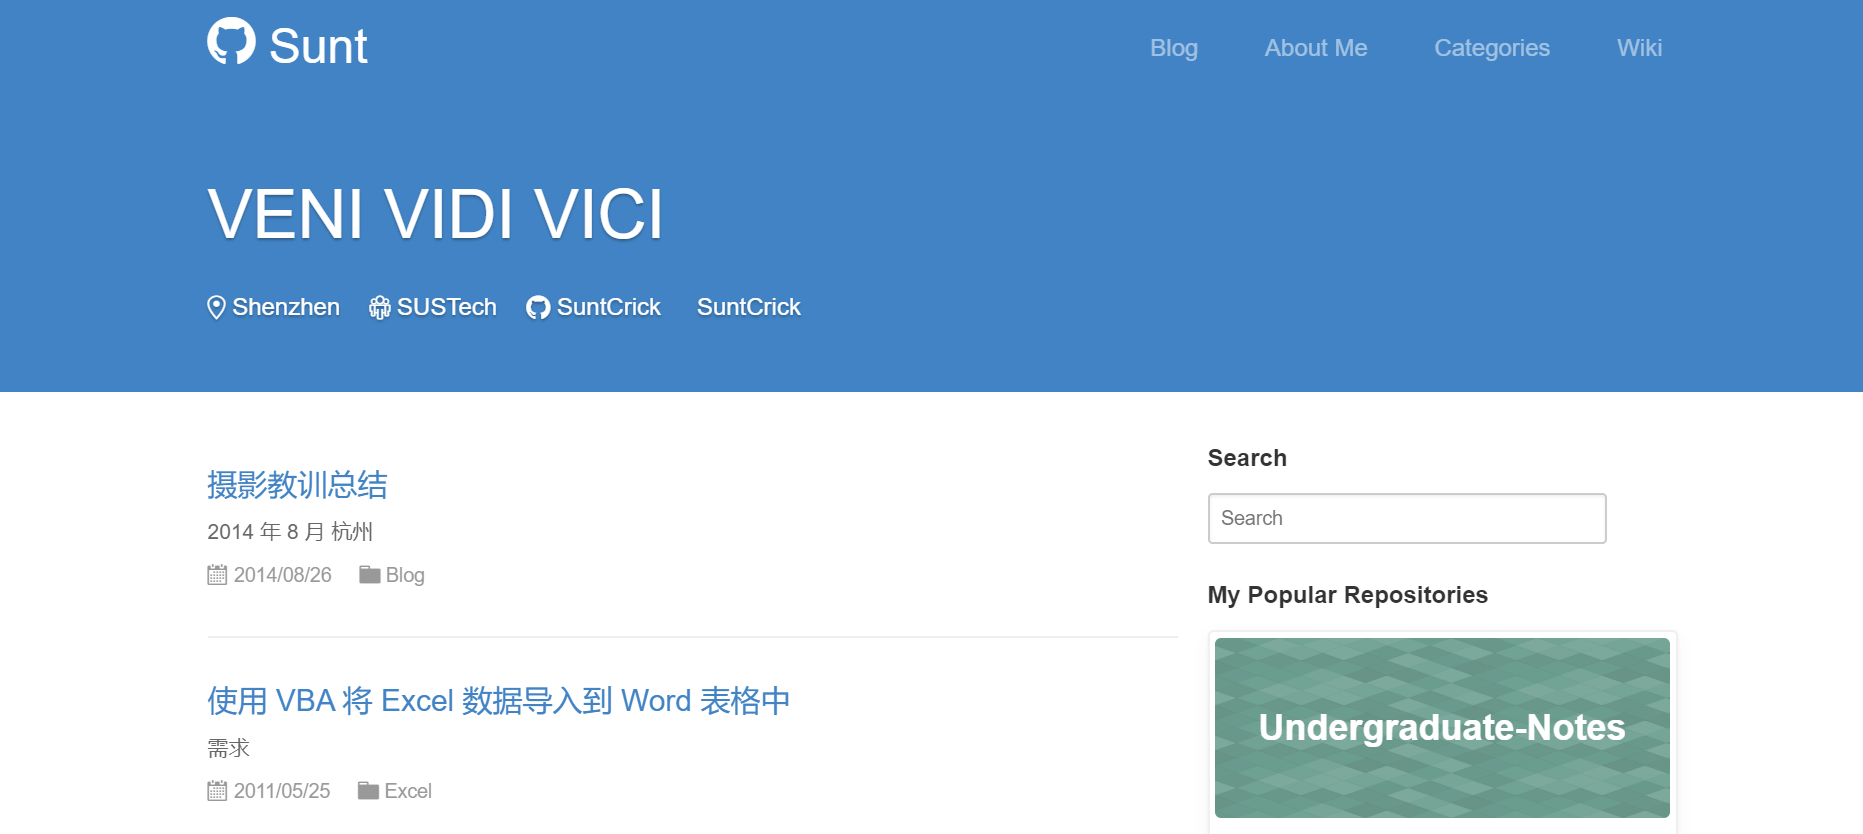 Sunt
Blog About Me Categories Wiki
VENI VIDI VICI
Shenzhen SUSTech SuntCrick SuntCrick
摄影教训总结
2014 年 8 月 杭州
2014/08/26 Blog
使用 VBA 将 Excel 数据导入到 Word 表格中
需求
2011/05/25 Excel
Search
Search
My Popular Repositories
Undergraduate-Notes